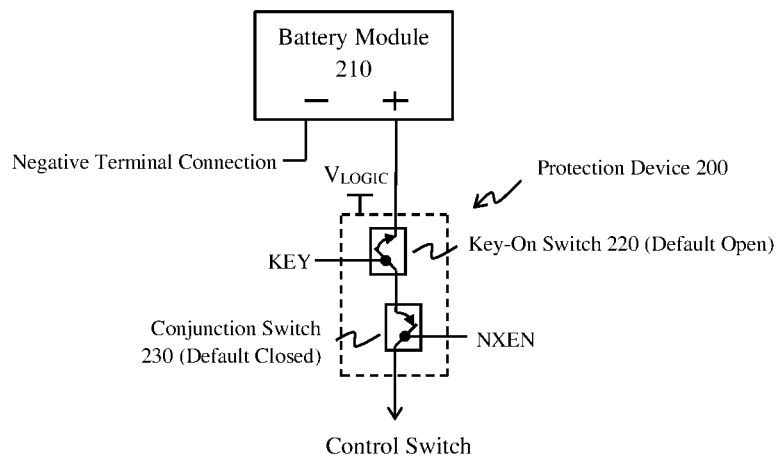 Battery Module
210
− +
Negative Terminal Connection
VLOGIC
Protection Device 200
Key-On Switch 220 (Default Open)
KEY
Conjunction Switch
230 (Default Closed)
NXEN
Control Switch